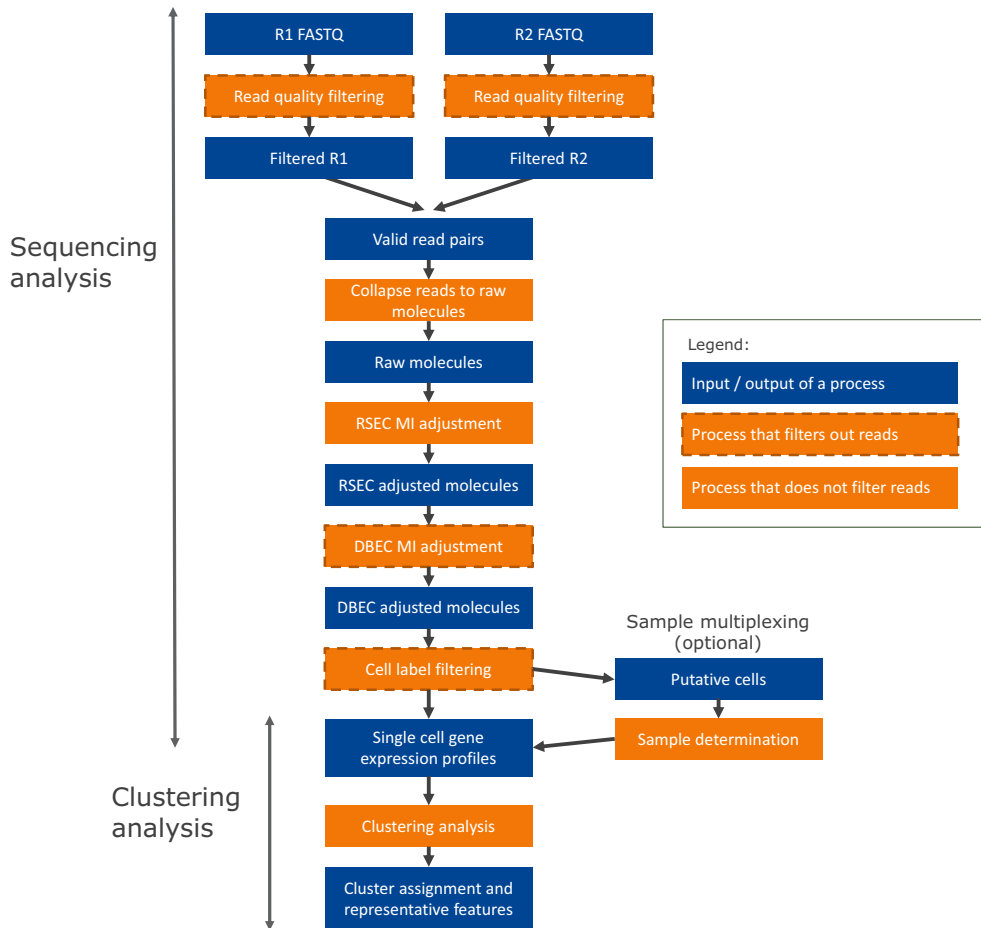 R1 FASTQ
R2 FASTQ
Read quality filtering
Read quality filtering
Filtered R1
Filtered R2
Sequencing
analysis
Valid read pairs
Collapse reads to raw
molecules
Raw molecules
RSEC MI adjustment
RSEC adjusted molecules
DBEC MI adjustment
DBEC adjusted molecules
Cell label filtering
Legend:
Input / output of a process
Process that filters out reads
Process that does not filter reads
Sample multiplexing
(optional)
Putative cells
Sample determination
Single cell gene
expression profiles
Clustering
analysis
Clustering analysis
Cluster assignment and
representative features